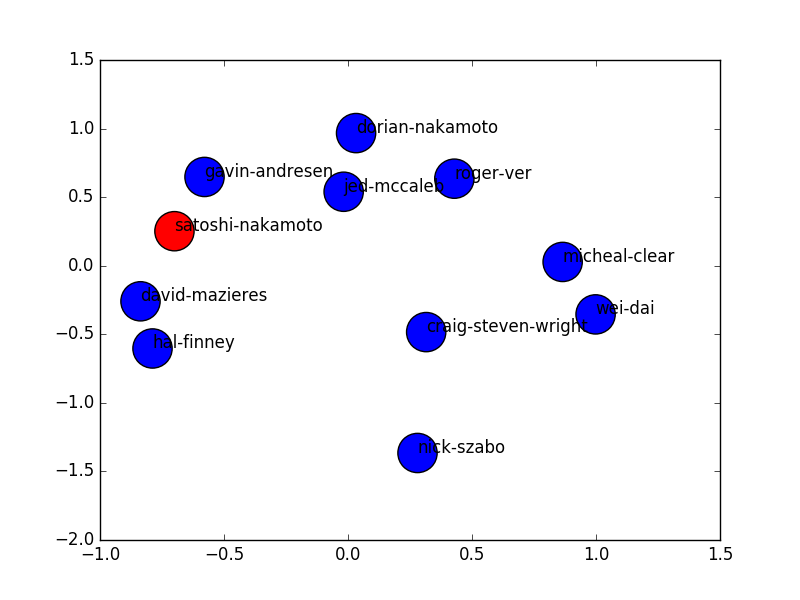 1.5
dorian-nakamoto
1.0
gavin-andresen
roger-ver
jed-mccaleb
0.5
satoshi-nakamoto
micheal-clear
0.0
david-mazieres
wei-dai
craig-steven-wright
−0.5
hal-finney
−1.0
nick-szabo
−1.5
−2.0
−1.0 −0.5 0.0 0.5 1.0 1.5